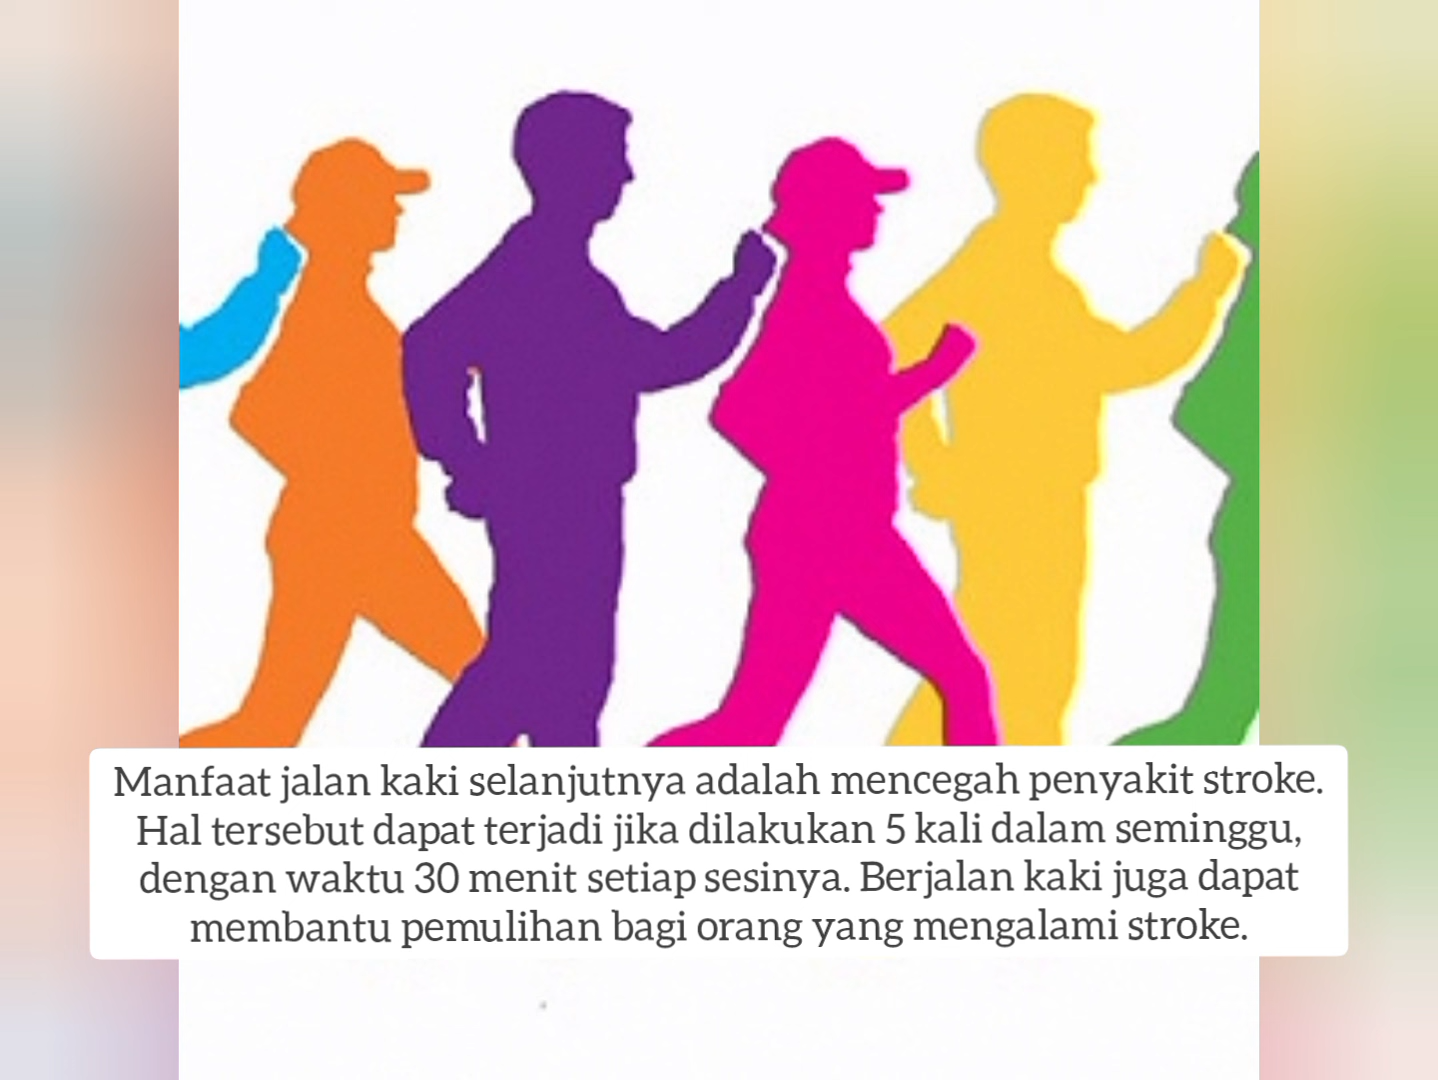 Manfaat jalan kaki selanjutnya adalah mencegah penyakit stroke.
Hal tersebut dapat terjadi jika dilakukan 5 kali dalam seminggu,
dengan waktu 30 menit setiap sesinya. Berjalan kaki juga dapat
membantu pemulihan bagi orang yang mengalami stroke.